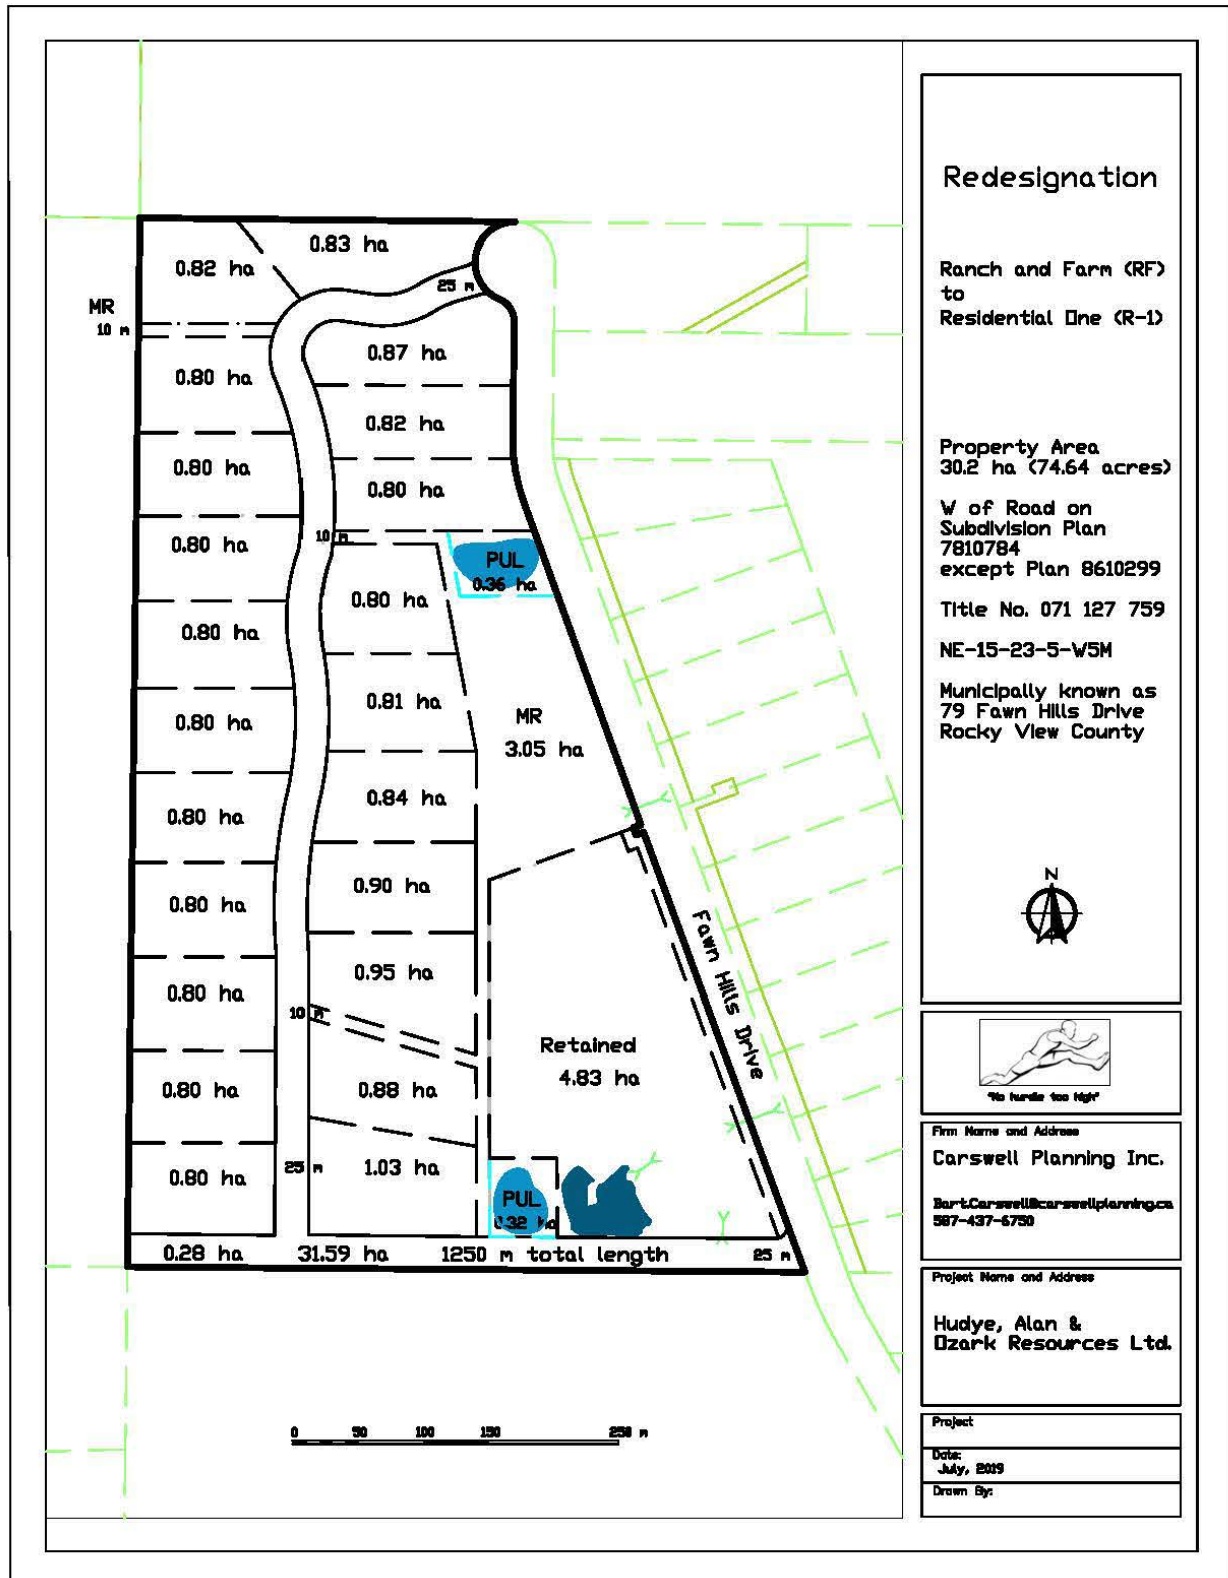 0.83 ha
0.82 ha
25 m
MR
10 m
0.87 ha
0.80 ha
0.82 ha
0.80 ha
0.80 ha
10 m
0.80 ha
PUL
0.36 ha
0.80 ha
0.80 ha
0.81 ha
MR
3.05 ha
0.80 ha
0.84 ha
0.80 ha
0.90 ha
0.80 ha
0.95 ha
0.80 ha
10 m
Fawn Hills Drive
Retained
4.83 ha
0.80 ha
0.88 ha
25 m
1.03 ha
0.80 ha
PUL
0.32 ha
0.28 ha
31.59 ha
1250 m total length
25 m
0 50 100 150 250 m
Redesignation
Ranch and Farm (RF)
to
Residential One (R-1)
Property Area
30.2 ha (74.64 acres)
W of Road on
Subdivision Plan
7810784
except Plan 8610299
Title No. 071 127 759
NE-15-23-5-W5M
Municipally known as
79 Fawn Hills Drive
Rocky View County
N
"No hurdle too high"
Firm Name and Address
Carswell Planning Inc.
Bart.Carswell@carswellplanning.ca
587-437-6750
Project Name and Address
Hudye, Alan &
Ozark Resources Ltd.
Project
Date:
July, 2019
Drawn By: